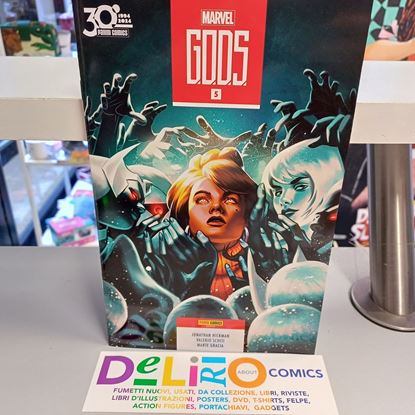 30°
1994
2024
PANINI COMICS
MARVEL
G.O.D.S.
5
PANINI COMICS
JONATHAN HICKMAN
VALERIO SCHITI
MARTE GRACIA
DELIRIO ABOUT COMICS
FUMETTI NUOVI, USATI, DA COLLEZIONE, LIBRI, RIVISTE,
LIBRI D'ILLUSTRAZIONI, POSTERS, DVD, T-SHIRTS, FELPE,
ACTION FIGURES, PORTACHIAVI, GADGETS